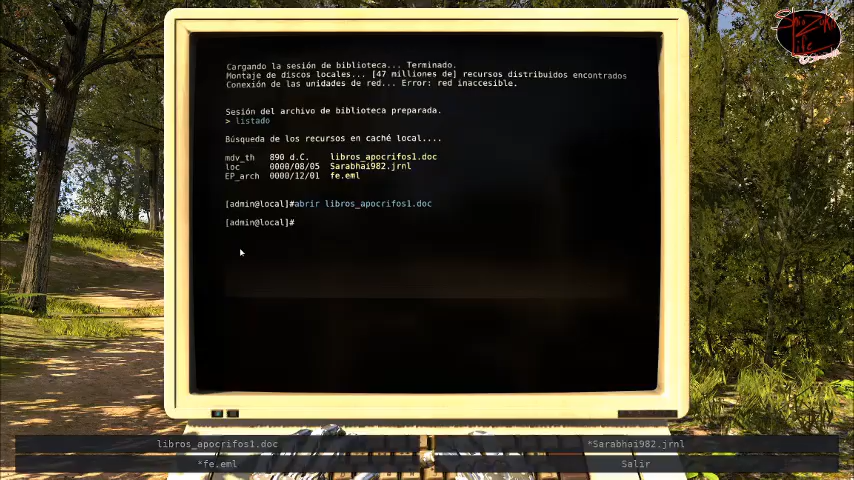 ShiZuka
Life
Cargando la sesión de biblioteca... Terminado.
Montaje de discos locales... [47 milliones de] recursos distribuidos encontrados
Conexión de las unidades de red... Error: red inaccesible.
Sesión del archivo de biblioteca preparada.
> listado
Búsqueda de los recursos en caché local....
mdv_th 890 d.C. libros_apocrifos1.doc
loc 0000/08/05 Sarabhai982.jrnl
EP_arch 0000/12/01 fe.eml
[admin@local]#abrir libros_apocrifos1.doc
[admin@local]#
libros_apocrifos1.doc *Sarabhai982.jrnl
*fe.eml Salir